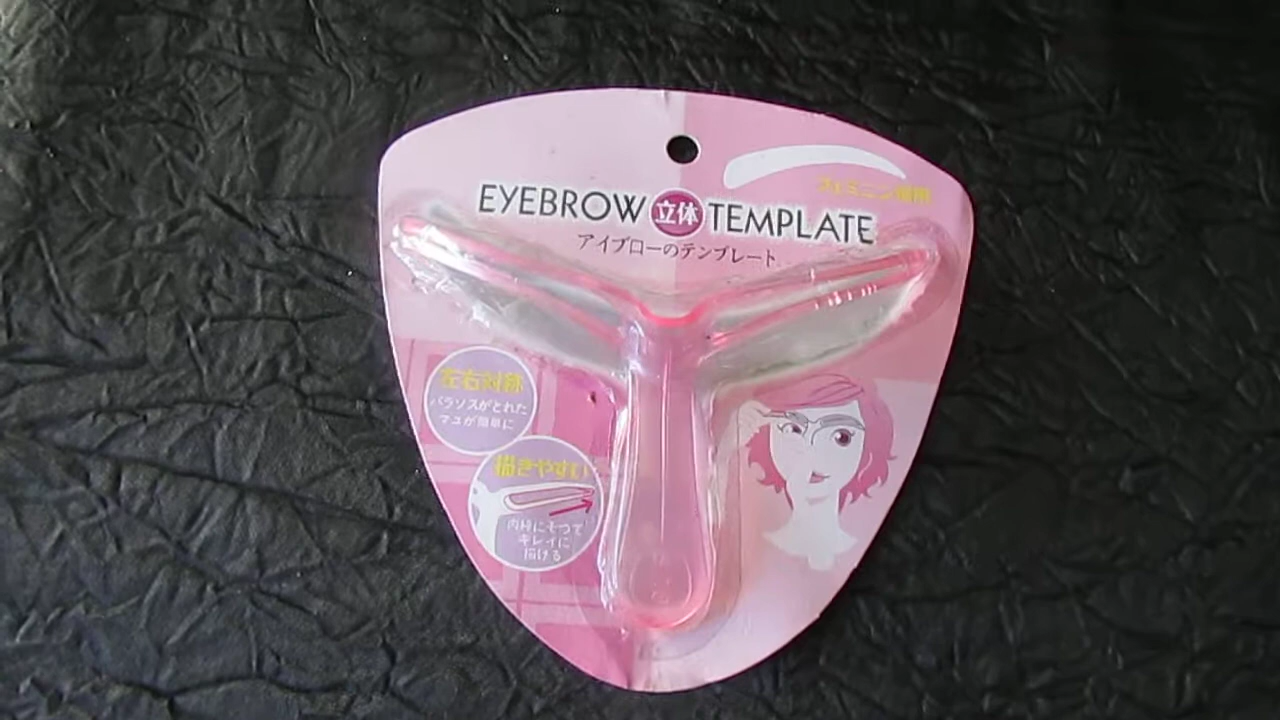 フェミニン眉用
EYEBROW 立体 TEMPLATE
アイブローのテンプレート
左右対称
バランスがとれた
マユが簡単に
描きやすい
内枠にそって
キレイに
描ける